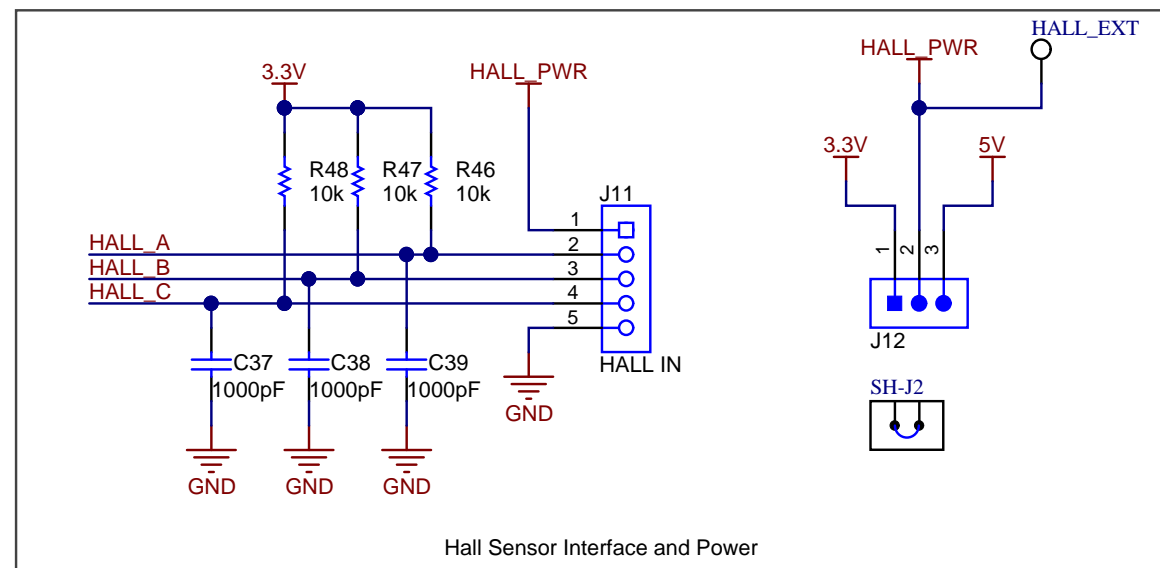 HALL_EXT
HALL_PWR
3.3V
HALL_PWR
3.3V
5V
R48
10k
R47
10k
R46
10k
J11
1
2
3
4
5
HALL IN
HALL_A
HALL_B
HALL_C
C37
1000pF
C38
1000pF
C39
1000pF
GND
GND
GND
GND
1
2
3
J12
SH-J2
Hall Sensor Interface and Power